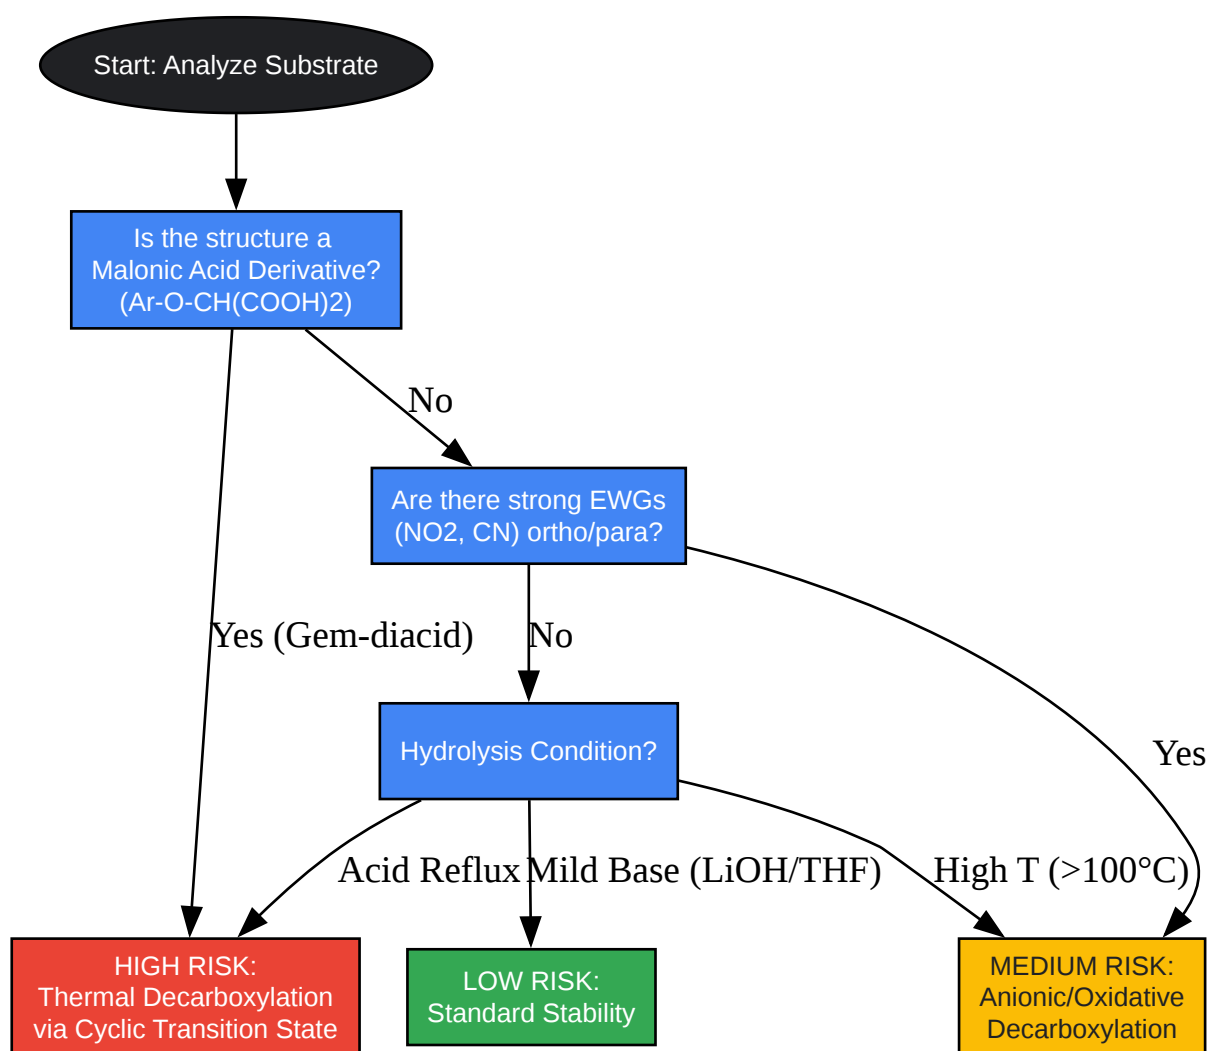 Start: Analyze Substrate
Is the structure a
Malonic Acid Derivative?
(Ar-O-CH(COOH)2)
No
Are there strong EWGs
(NO2, CN) ortho/para?
Yes (Gem-diacid)
No
Hydrolysis Condition?
Yes
Acid Reflux
Mild Base (LiOH/THF)
High T (>100°C)
HIGH RISK:
Thermal Decarboxylation
via Cyclic Transition State
LOW RISK:
Standard Stability
MEDIUM RISK:
Anionic/Oxidative
Decarboxylation